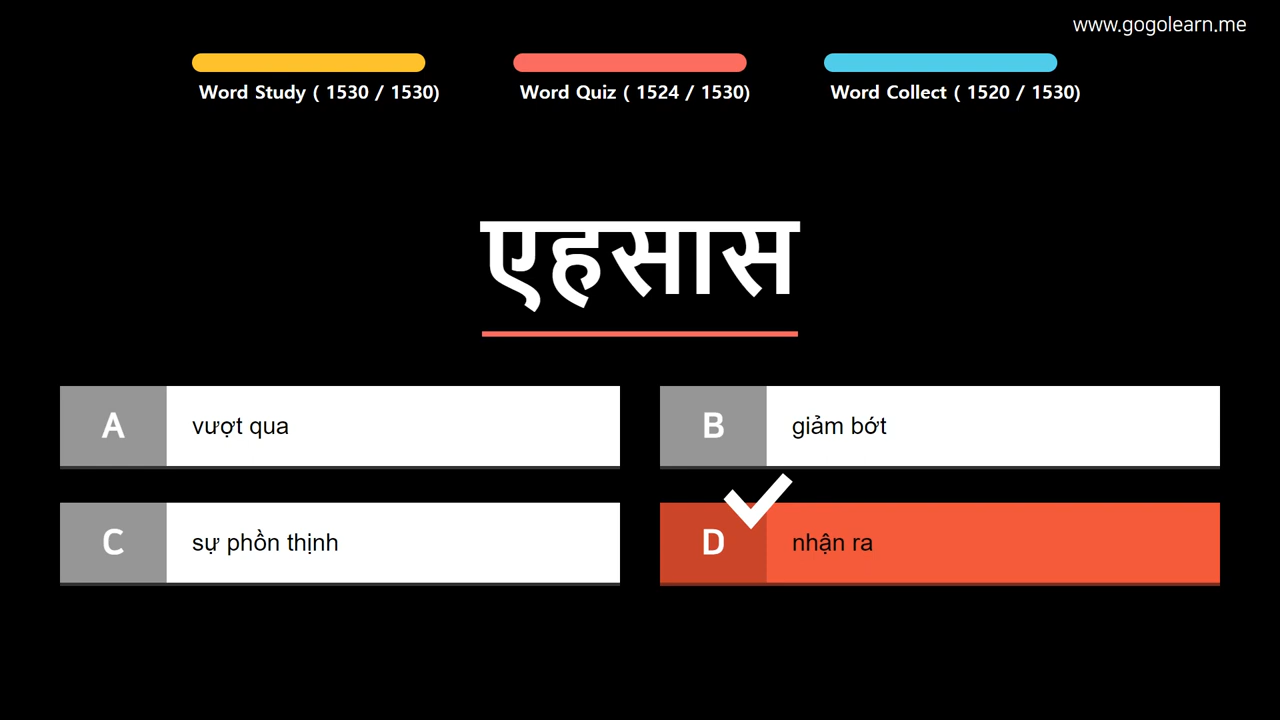 www.gogolearn.me
Word Study ( 1530 / 1530)
Word Quiz ( 1524 / 1530)
Word Collect ( 1520 / 1530)
एहसास
A vượt qua
B giảm bớt
C sự phồn thịnh
D nhận ra